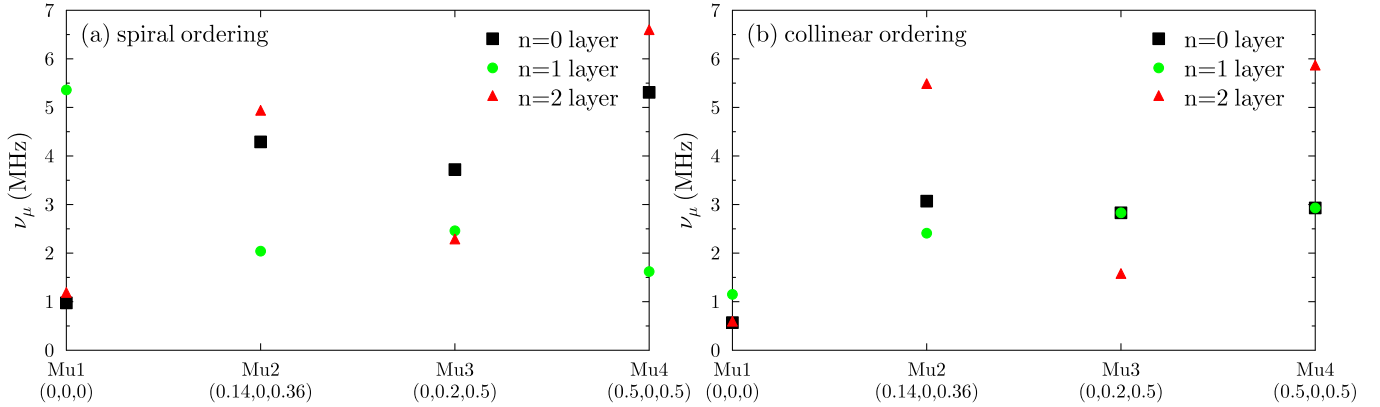 (a) spiral ordering
n=0 layer
n=1 layer
n=2 layer
ν_μ (MHz)
7
6
5
4
3
2
1
0
Mu1 Mu2 Mu3 Mu4
(0,0,0) (0.14,0,0.36) (0,0.2,0.5) (0.5,0,0.5)
(b) collinear ordering
n=0 layer
n=1 layer
n=2 layer
ν_μ (MHz)
7
6
5
4
3
2
1
0
Mu1 Mu2 Mu3 Mu4
(0,0,0) (0.14,0,0.36) (0,0.2,0.5) (0.5,0,0.5)